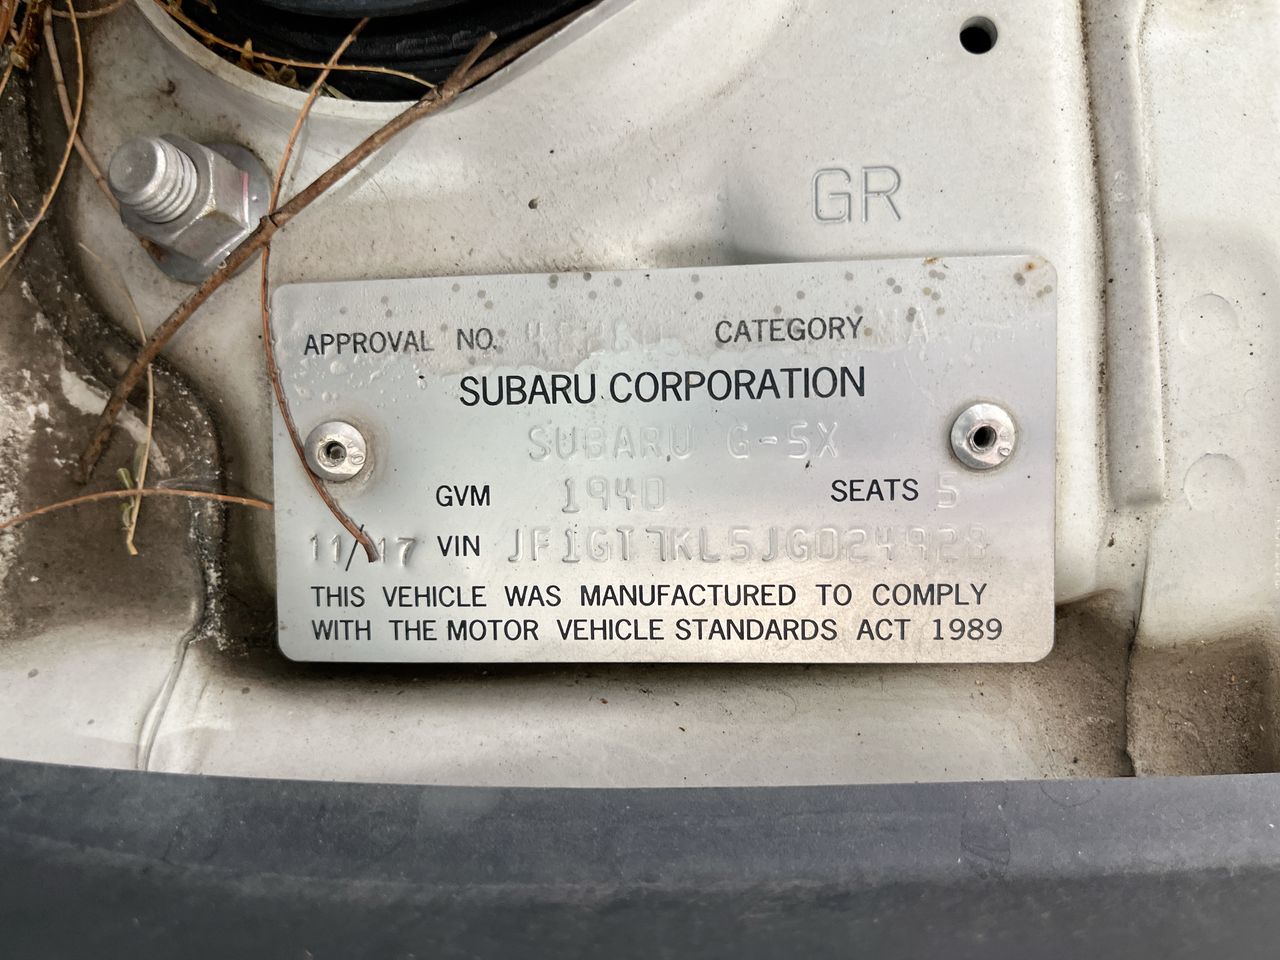 GR
APPROVAL NO. CATEGORY
SUBARU CORPORATION
SUBARU G-5X
GVM 1940 SEATS 5
11/17 VIN JF1GT7KL5JG024928
THIS VEHICLE WAS MANUFACTURED TO COMPLY
WITH THE MOTOR VEHICLE STANDARDS ACT 1989